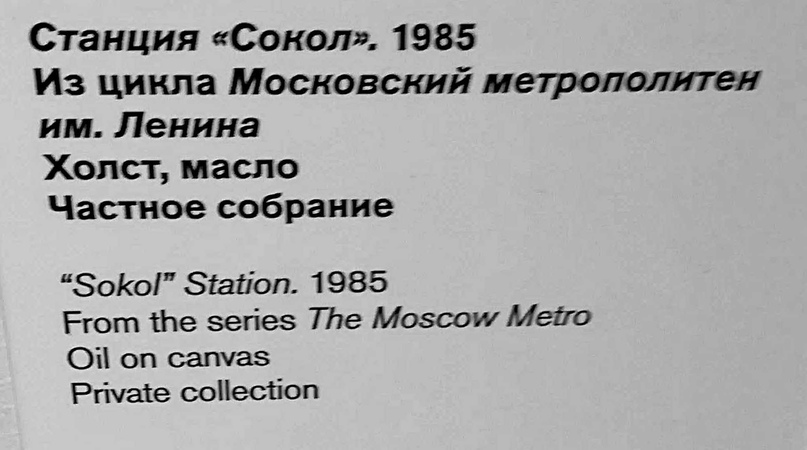 Станция «Сокол». 1985
Из цикла Московский метрополитен
им. Ленина
Холст, масло
Частное собрание
“Sokol” Station. 1985
From the series The Moscow Metro
Oil on canvas
Private collection